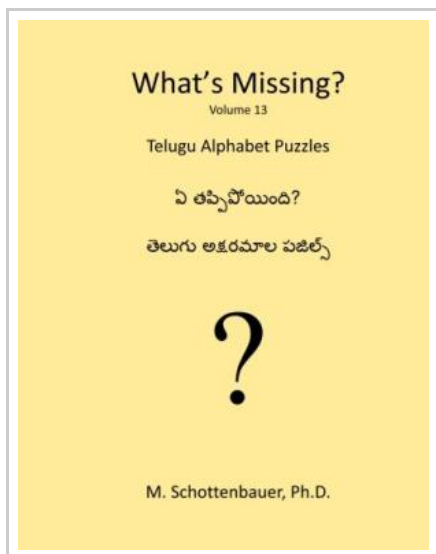 What's Missing?
Volume 13
Telugu Alphabet Puzzles
ఏ తప్పిపోయింది?
తెలుగు అక్షరమాల పజిల్స్
?
M. Schottenbauer, Ph.D.